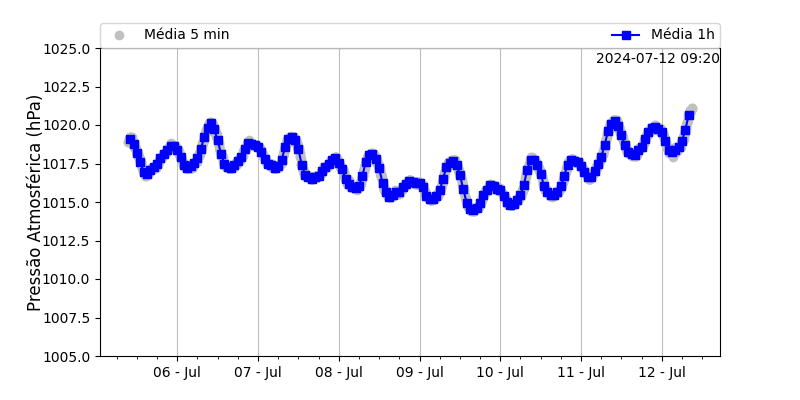 Média 5 min
Média 1h
2024-07-12 09:20
Pressão Atmosférica (hPa)
1025.0
1022.5
1020.0
1017.5
1015.0
1012.5
1010.0
1007.5
1005.0
06 - Jul
07 - Jul
08 - Jul
09 - Jul
10 - Jul
11 - Jul
12 - Jul